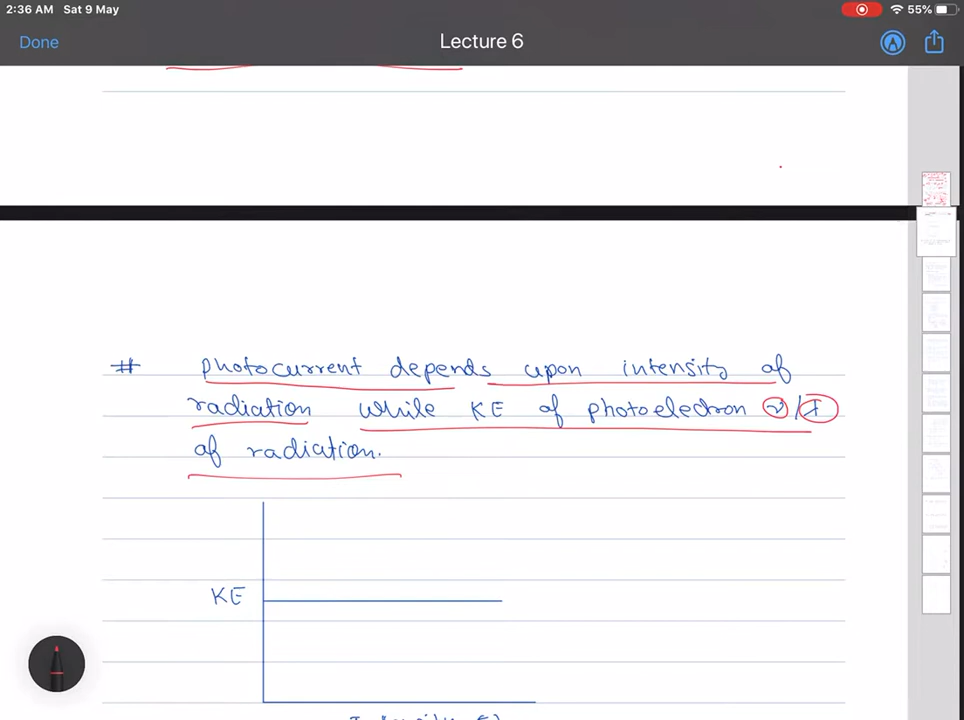 2:36 AM Sat 9 May 55%
Done Lecture 6
# photocurrent depends upon intensity of
radiation while KE of photoelectron ν/I
of radiation.
KE